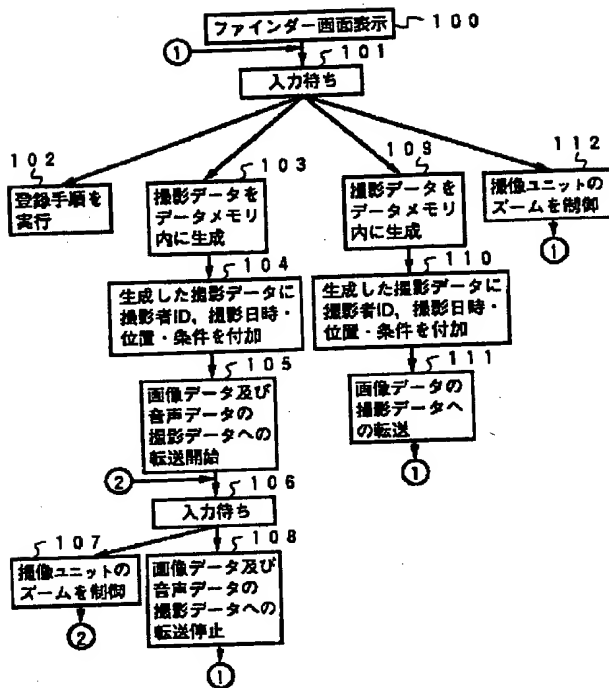 ファインダー画面表示
100
①
101
入力待ち
102
登録手順を
実行
103
撮影データを
データメモリ
内に生成
104
生成した撮影データに
撮影者ID、撮影日時・
位置・条件を付加
105
画像データ及び
音声データの
撮影データへの
転送開始
②
106
入力待ち
107
撮像ユニットの
ズームを制御
②
108
画像データ及び
音声データの
撮影データへの
転送停止
①
109
撮影データを
データメモリ
内に生成
110
生成した撮影データに
撮影者ID、撮影日時・
位置・条件を付加
111
画像データの
撮影データへ
の転送
①
112
撮像ユニットの
ズームを制御
①